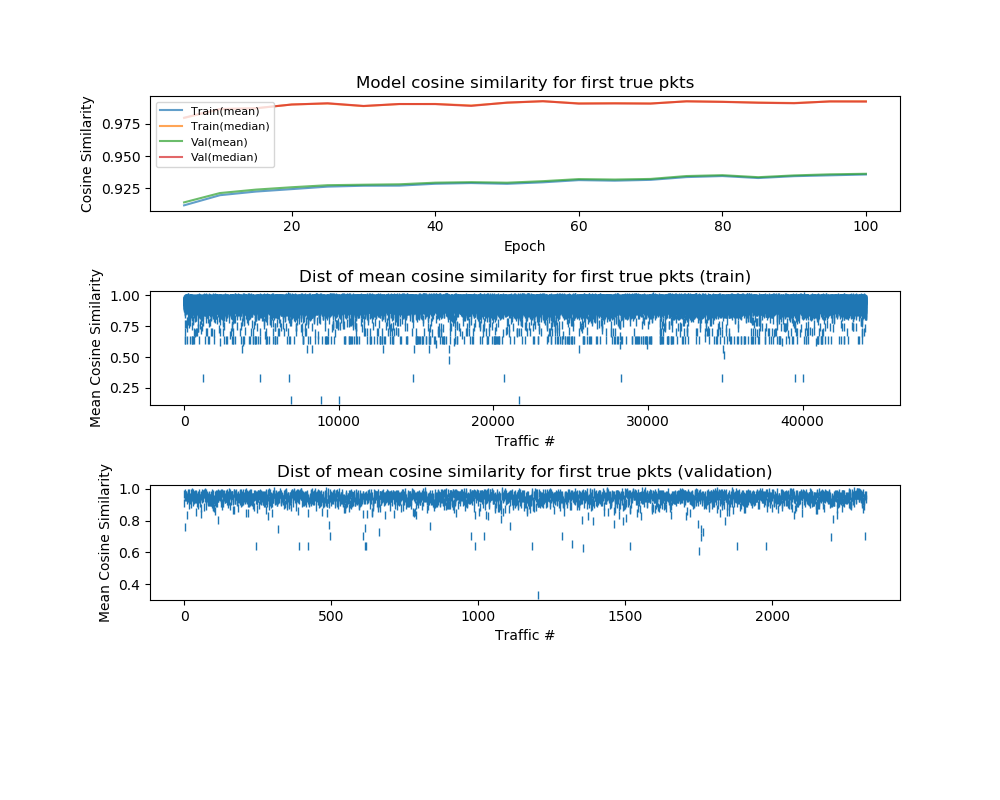 Model cosine similarity for first true pkts
Cosine Similarity
0.975
0.950
0.925
Train(mean)
Train(median)
Val(mean)
Val(median)
20 40 60 80 100
Epoch
Dist of mean cosine similarity for first true pkts (train)
Mean Cosine Similarity
1.00
0.75
0.50
0.25
0 10000 20000 30000 40000
Traffic #
Dist of mean cosine similarity for first true pkts (validation)
Mean Cosine Similarity
1.0
0.8
0.6
0.4
0 500 1000 1500 2000
Traffic #